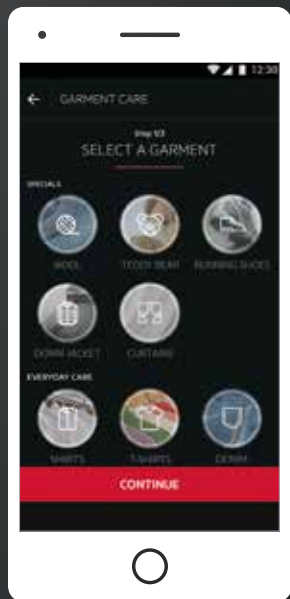 12:30
GARMENT CARE
Step 1/3
SELECT A GARMENT
SPECIALS
WOOL TEDDY BEAR RUNNING SHOES
DOWN JACKET CURTAINS
EVERYDAY CARE
SHIRTS T-SHIRTS DENIM
CONTINUE